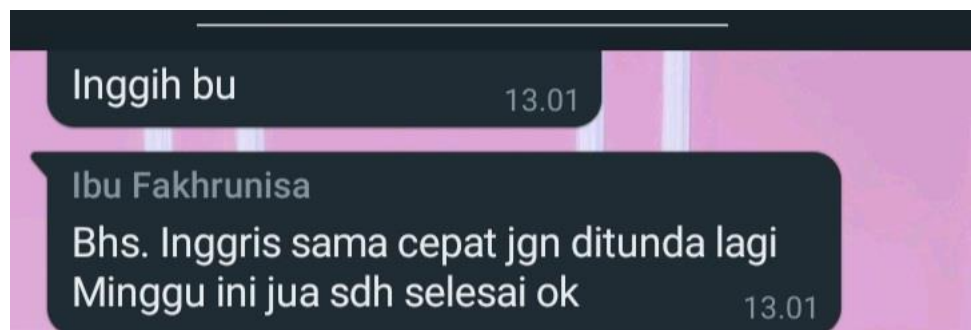 Inggih bu
13.01
Ibu Fakhrunisa
Bhs. Inggris sama cepat jgn ditunda lagi
Minggu ini jua sdh selesai ok
13.01